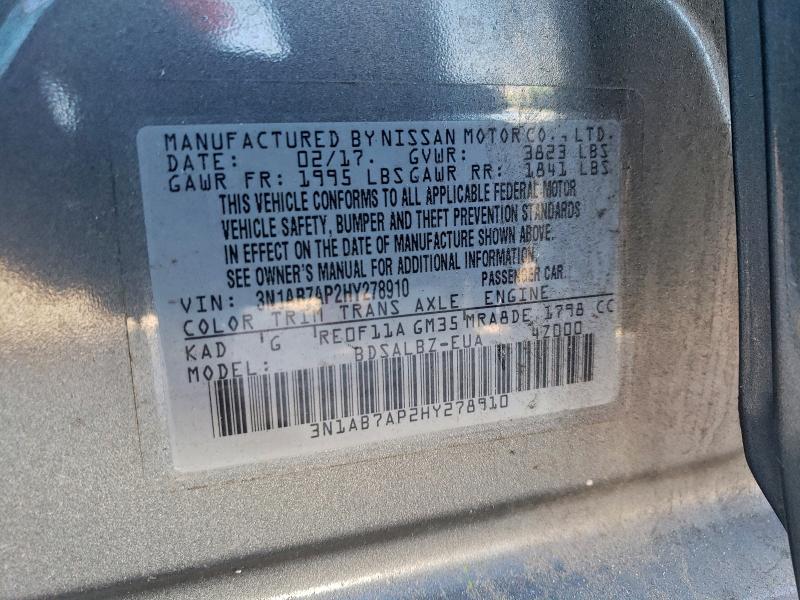 MANUFACTURED BY NISSAN MOTOR CO., LTD.
DATE: 02/17. GVWR: 3823 LBS
GAWR FR: 1995 LBS GAWR RR: 1841 LBS
THIS VEHICLE CONFORMS TO ALL APPLICABLE FEDERAL MOTOR
VEHICLE SAFETY, BUMPER AND THEFT PREVENTION STANDARDS
IN EFFECT ON THE DATE OF MANUFACTURE SHOWN ABOVE.
SEE OWNER'S MANUAL FOR ADDITIONAL INFORMATION
VIN: 3N1AB7AP2HY278910 PASSENGER CAR
COLOR TRIM TRANS AXLE ENGINE
KAD G RE0F11A GM35 MRA8DE 1798 CC
MODEL: BDSALBZ-EUA 4Z000
3N1AB7AP2HY278910